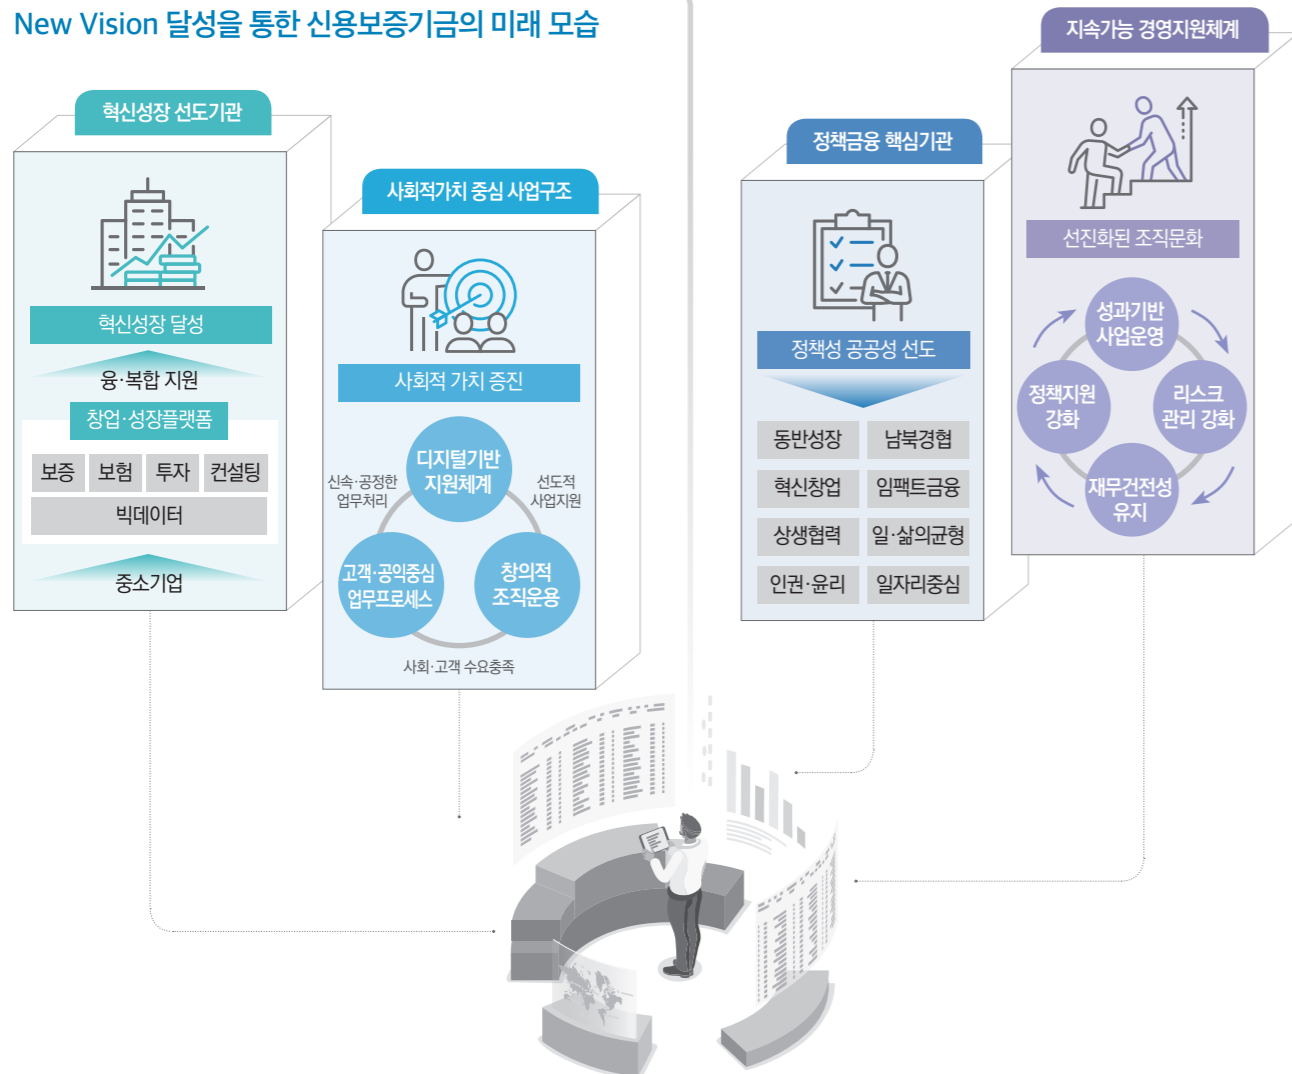 New Vision 달성을 통한 신용보증기금의 미래 모습
혁신성장 선도기관
혁신성장 달성
융·복합 지원
창업·성장플랫폼
보증 보험 투자 컨설팅
빅데이터
중소기업
사회적가치 중심 사업구조
사회적 가치 증진
디지털기반
지원체계
신속·공정한
업무처리
선도적
사업지원
고객·공익중심
업무프로세스
창의적
조직운용
사회·고객 수요충족
정책금융 핵심기관
정책성 공공성 선도
동반성장 남북경협
혁신창업 임팩트금융
상생협력 일·삶의균형
인권·윤리 일자리중심
지속가능 경영지원체계
선진화된 조직문화
성과기반
사업운영
정책지원
강화
리스크
관리 강화
재무건전성
유지